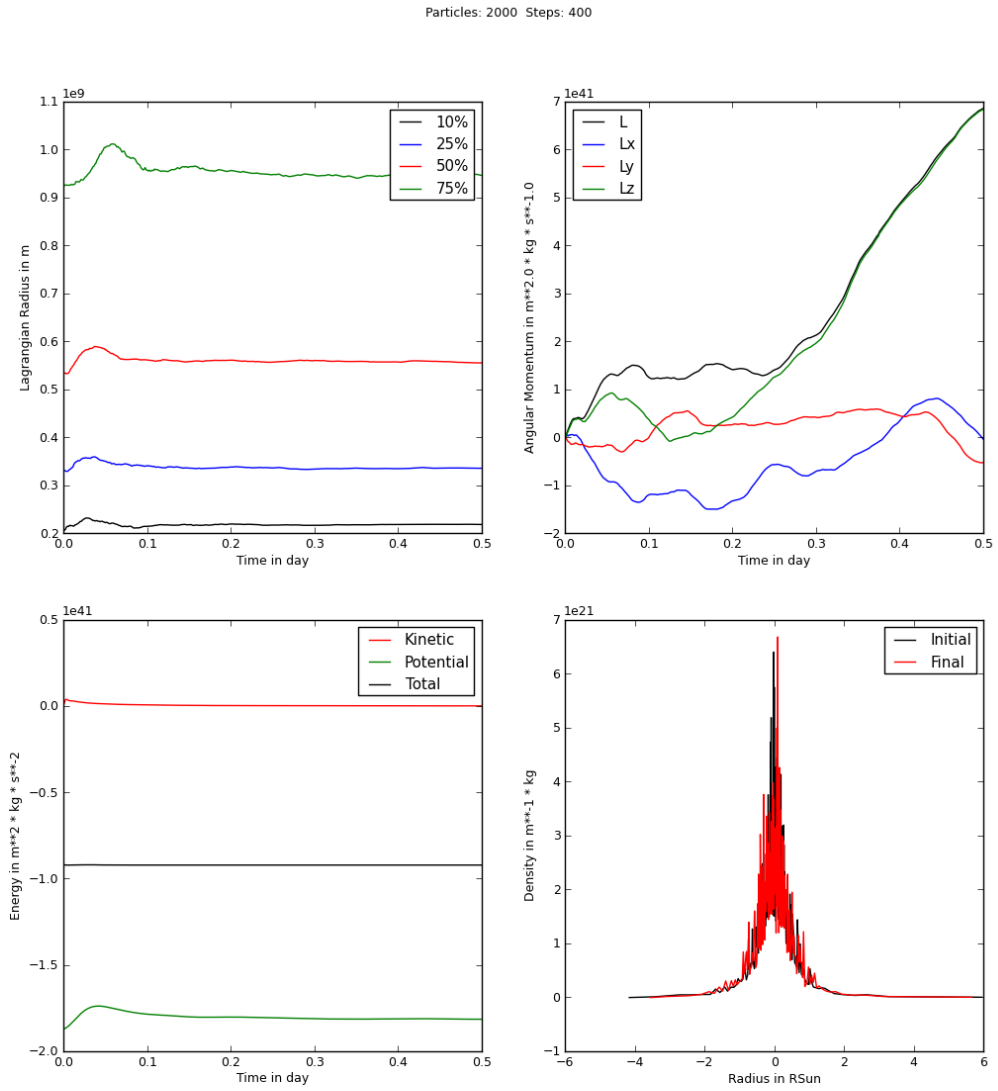 Particles: 2000  Steps: 400
1e9
1.1
1.0
0.9
0.8
0.7
0.6
0.5
0.4
0.3
0.2
Lagrangian Radius in m
10%
25%
50%
75%
0.0 0.1 0.2 0.3 0.4 0.5
Time in day
1e41
7
6
5
4
3
2
1
0
−1
−2
Angular Momentum in m**2.0 * kg * s**-1.0
L
Lx
Ly
Lz
0.0 0.1 0.2 0.3 0.4 0.5
Time in day
1e41
0.5
0.0
−0.5
−1.0
−1.5
−2.0
Energy in m**2 * kg * s**-2
Kinetic
Potential
Total
0.0 0.1 0.2 0.3 0.4 0.5
Time in day
1e21
7
6
5
4
3
2
1
0
−1
Density in m**-1 * kg
Initial
Final
−6 −4 −2 0 2 4 6
Radius in RSun